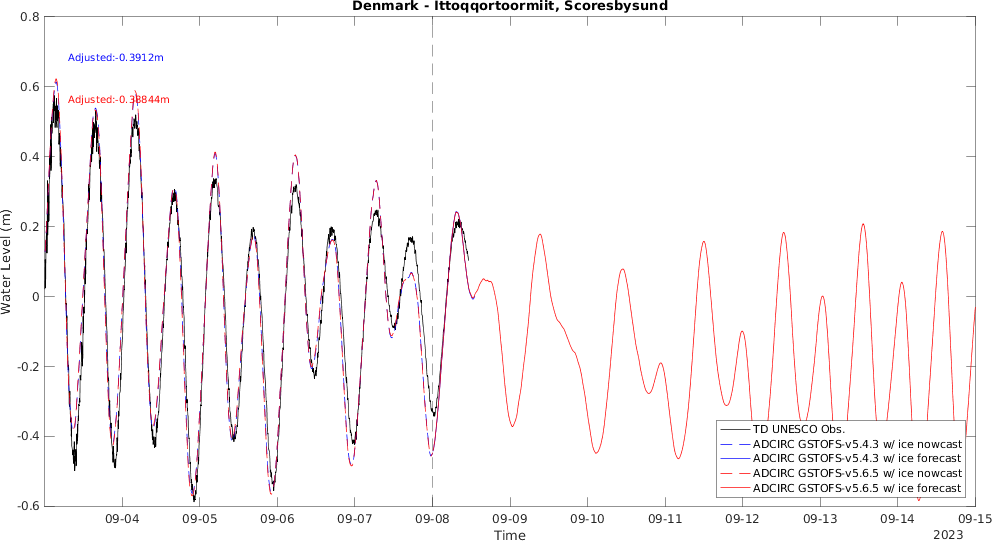 Denmark - Ittoqqortoormiit, Scoresbysund
0.8
0.6
0.4
0.2
0
-0.2
-0.4
-0.6
Water Level (m)
Adjusted:-0.3912m
Adjusted:-0.38844m
TD UNESCO Obs.
ADCIRC GSTOFS-v5.4.3 w/ ice nowcast
ADCIRC GSTOFS-v5.4.3 w/ ice forecast
ADCIRC GSTOFS-v5.6.5 w/ ice nowcast
ADCIRC GSTOFS-v5.6.5 w/ ice forecast
09-04 09-05 09-06 09-07 09-08 09-09 09-10 09-11 09-12 09-13 09-14 09-15
Time
2023